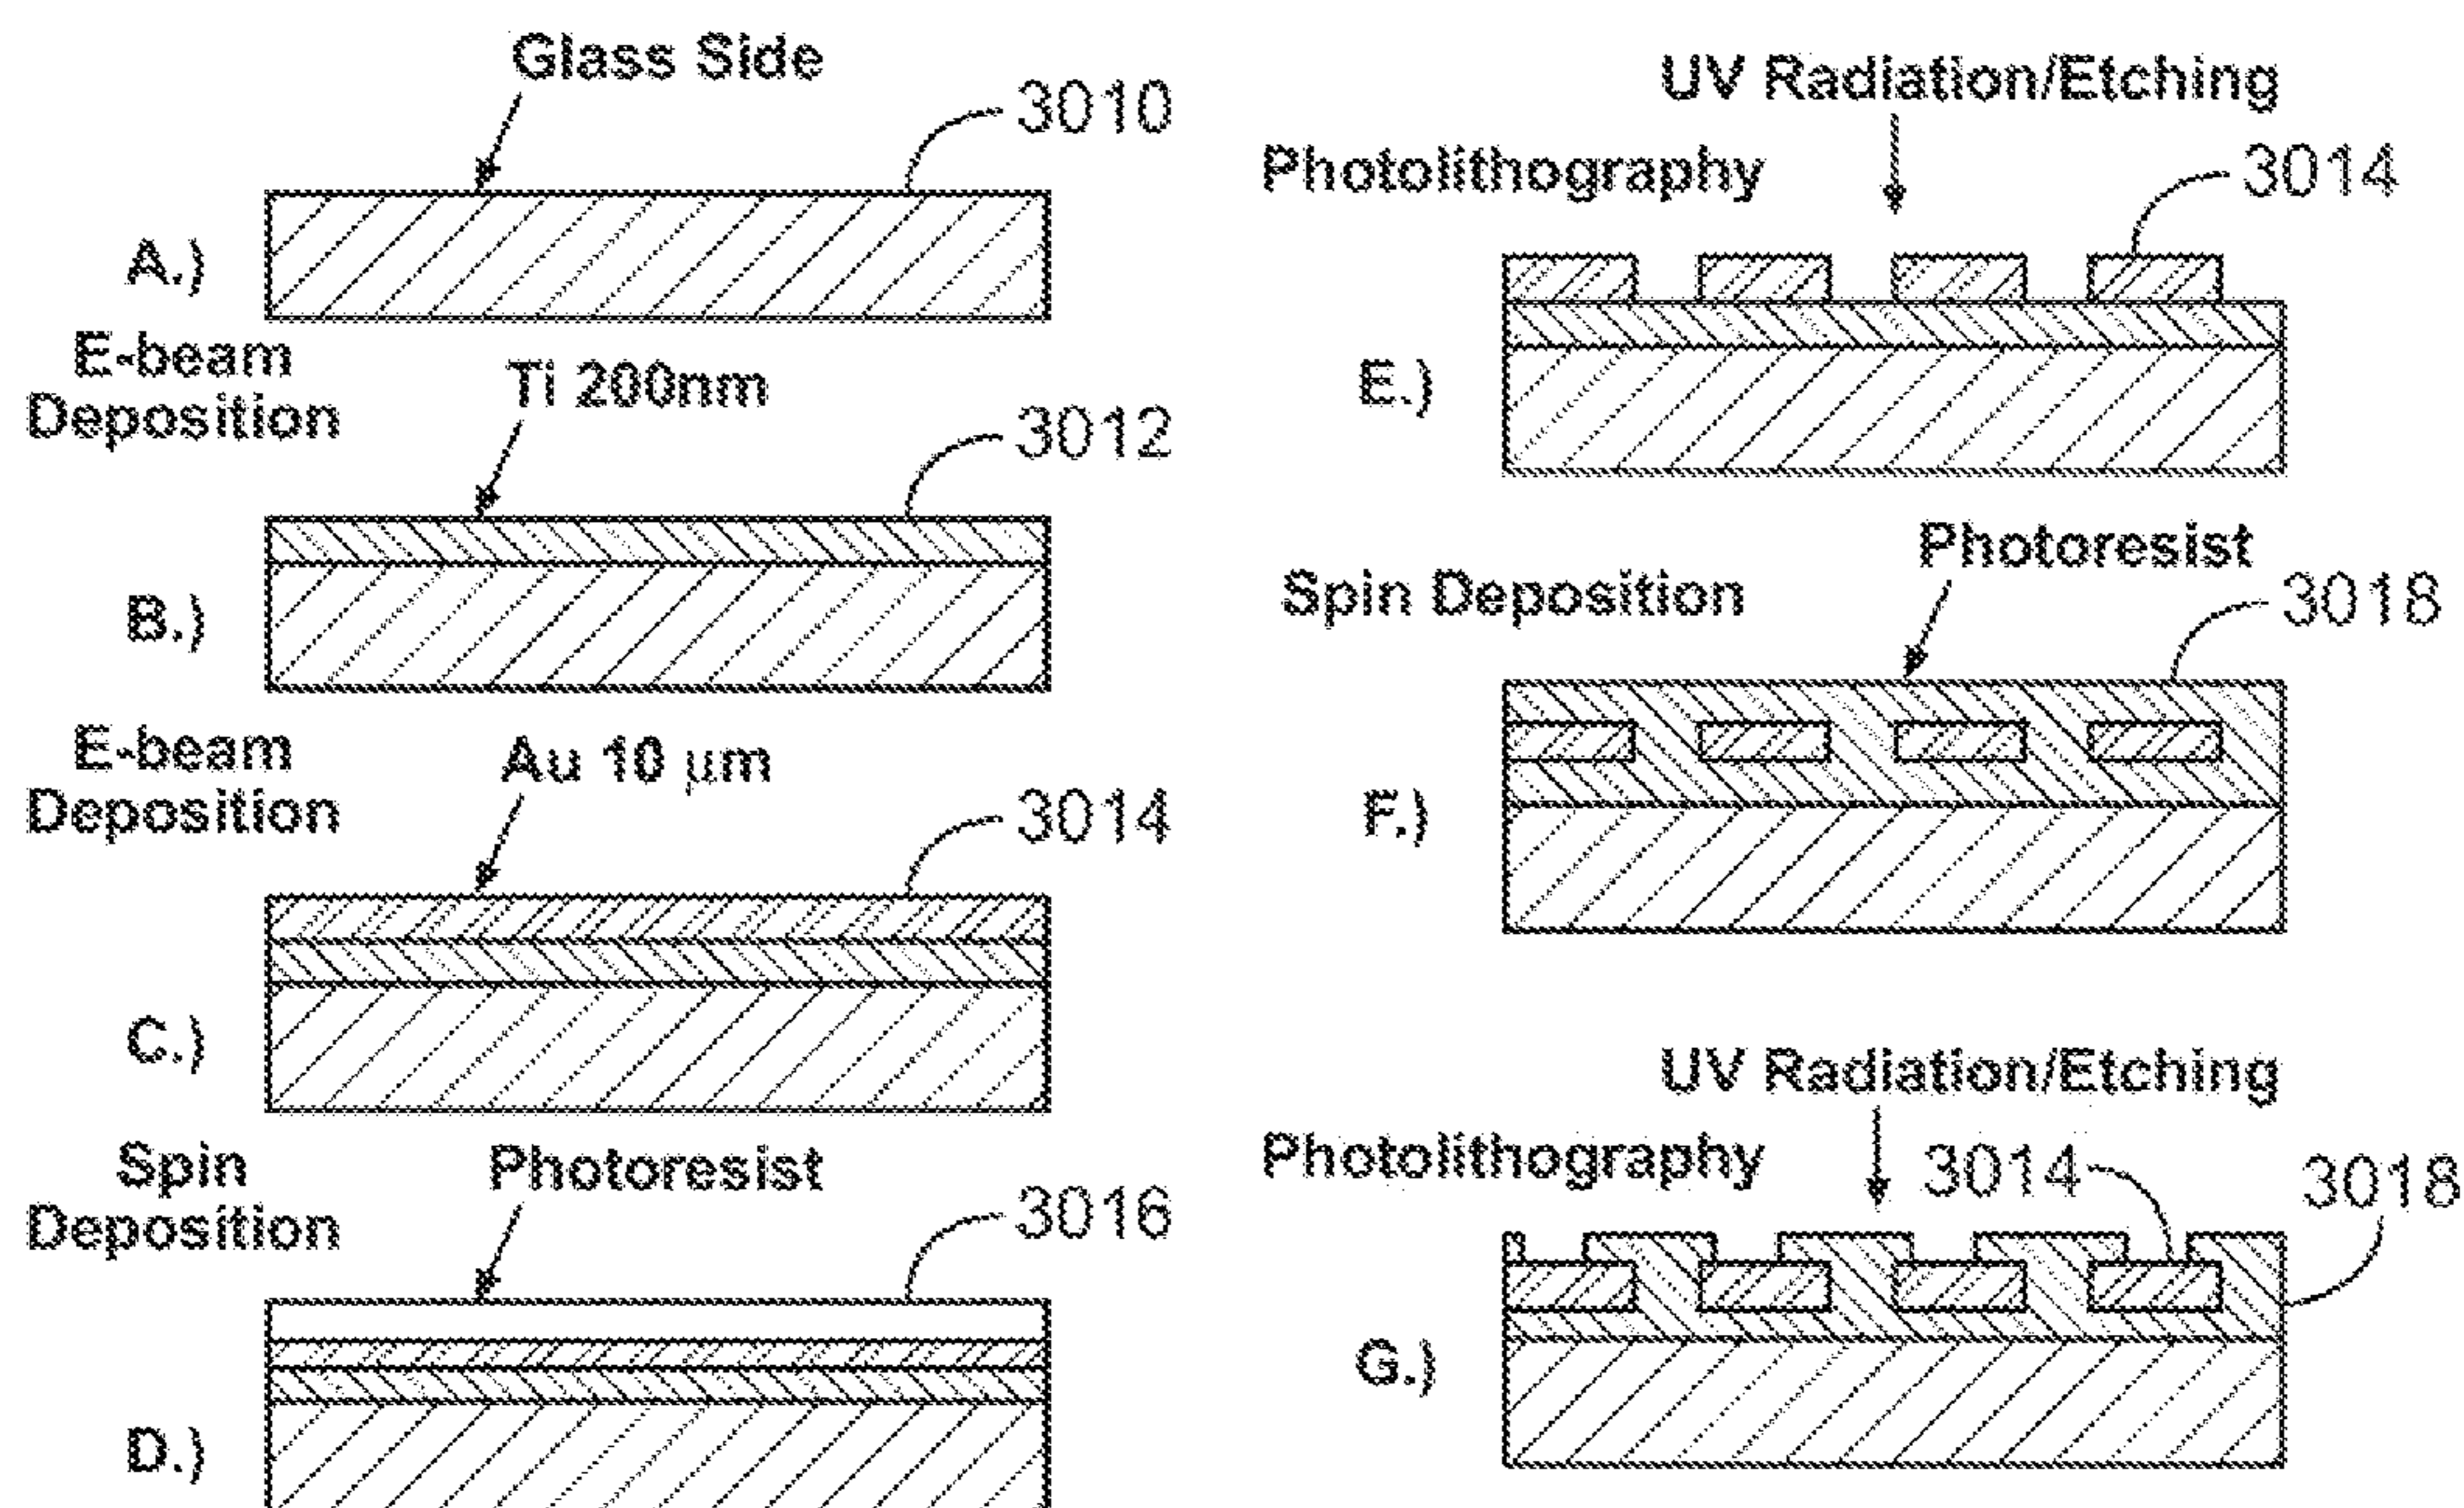 Glass Side
3010
A.)
E-beam
Deposition
Ti 200nm
3012
B.)
E-beam
Deposition
Au 10 μm
3014
C.)
Spin
Deposition
Photoresist
3016
D.)
UV Radiation/Etching
Photolithography
3014
E.)
Photoresist
Spin Deposition
3018
F.)
UV Radiation/Etching
Photolithography
3014
3018
G.)